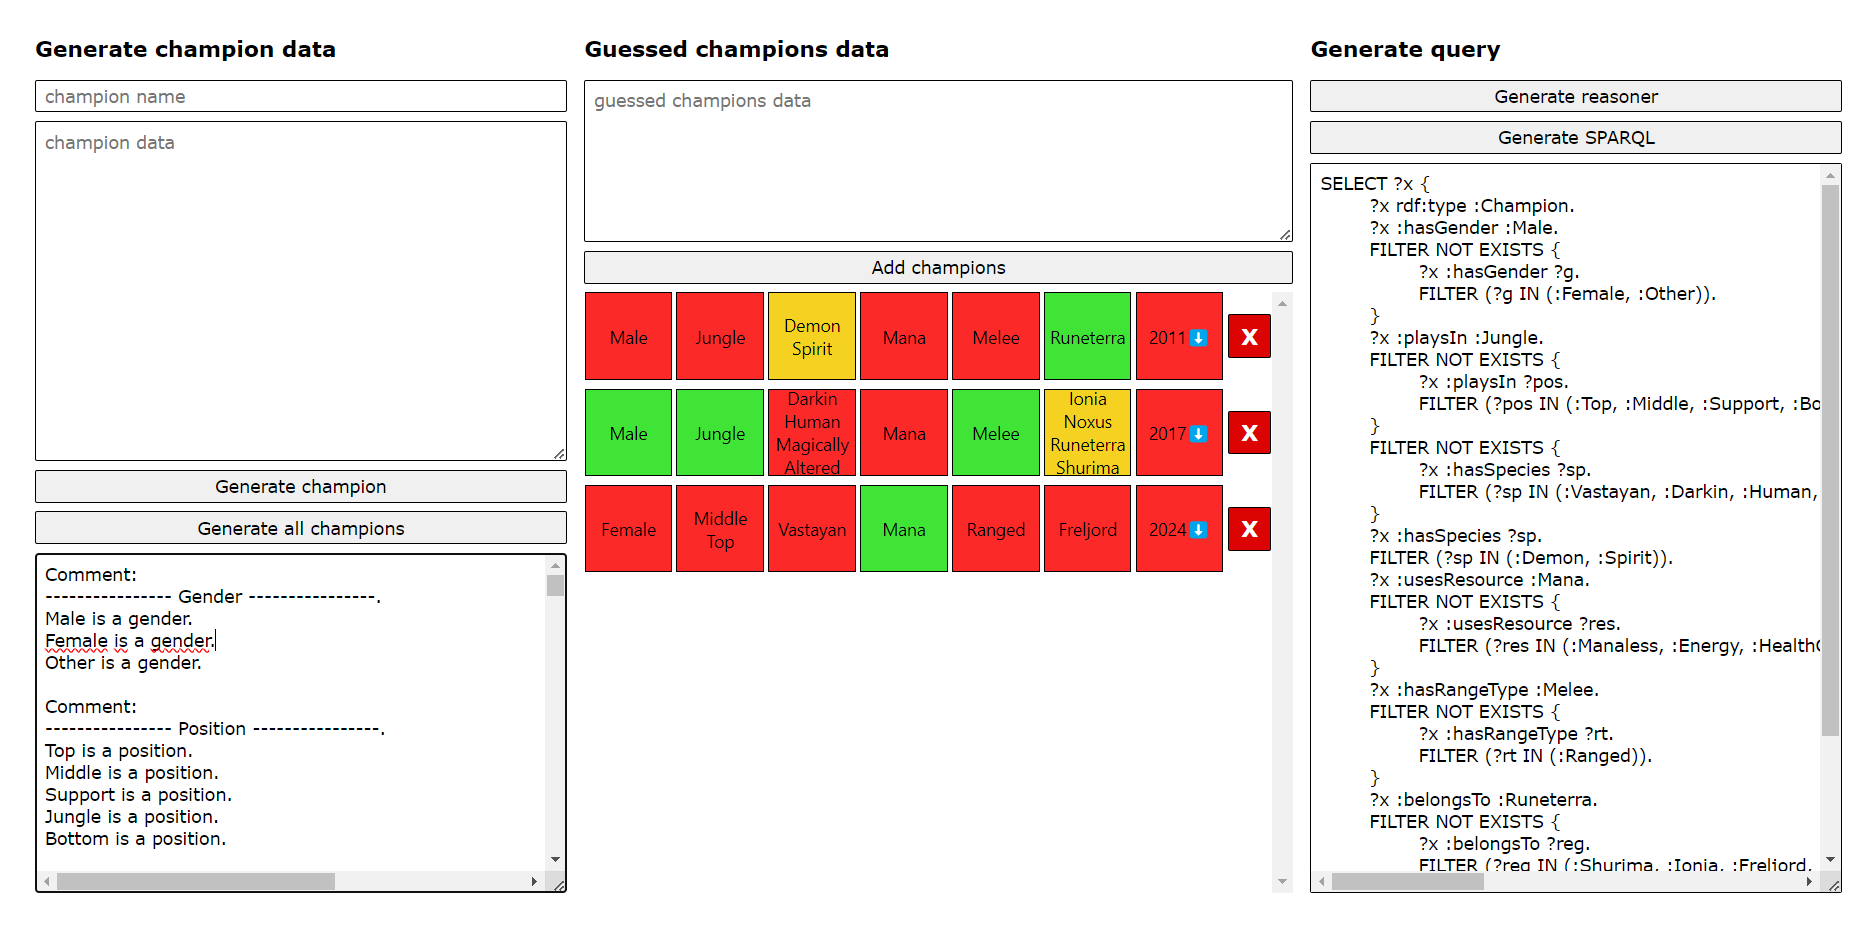 Generate champion data
champion name
champion data
Generate champion
Generate all champions
Comment:
---------------- Gender ----------------.
Male is a gender.
Female is a gender.
Other is a gender.
Comment:
---------------- Position ----------------.
Top is a position.
Middle is a position.
Support is a position.
Jungle is a position.
Bottom is a position.
Guessed champions data
guessed champions data
Add champions
Male
Jungle
Demon
Spirit
Mana
Melee
Runeterra
2011
X
Male
Jungle
Darkin
Human
Magically
Altered
Mana
Melee
Ionia
Noxus
Runeterra
Shurima
2017
X
Female
Middle
Top
Vastayan
Mana
Ranged
Freljord
2024
X
Generate query
Generate reasoner
Generate SPARQL
SELECT ?x {
?x rdf:type :Champion.
?x :hasGender :Male.
FILTER NOT EXISTS {
?x :hasGender ?g.
FILTER (?g IN (:Female, :Other)).
}
?x :playsIn :Jungle.
FILTER NOT EXISTS {
?x :playsIn ?pos.
FILTER (?pos IN (:Top, :Middle, :Support, :Bo
}
FILTER NOT EXISTS {
?x :hasSpecies ?sp.
FILTER (?sp IN (:Vastayan, :Darkin, :Human,
}
?x :hasSpecies ?sp.
FILTER (?sp IN (:Demon, :Spirit)).
?x :usesResource :Mana.
FILTER NOT EXISTS {
?x :usesResource ?res.
FILTER (?res IN (:Manaless, :Energy, :Health
}
?x :hasRangeType :Melee.
FILTER NOT EXISTS {
?x :hasRangeType ?rt.
FILTER (?rt IN (:Ranged)).
}
?x :belongsTo :Runeterra.
FILTER NOT EXISTS {
?x :belongsTo ?reg.
FILTER (?reg IN (:Shurima, :Ionia, :Freljord,